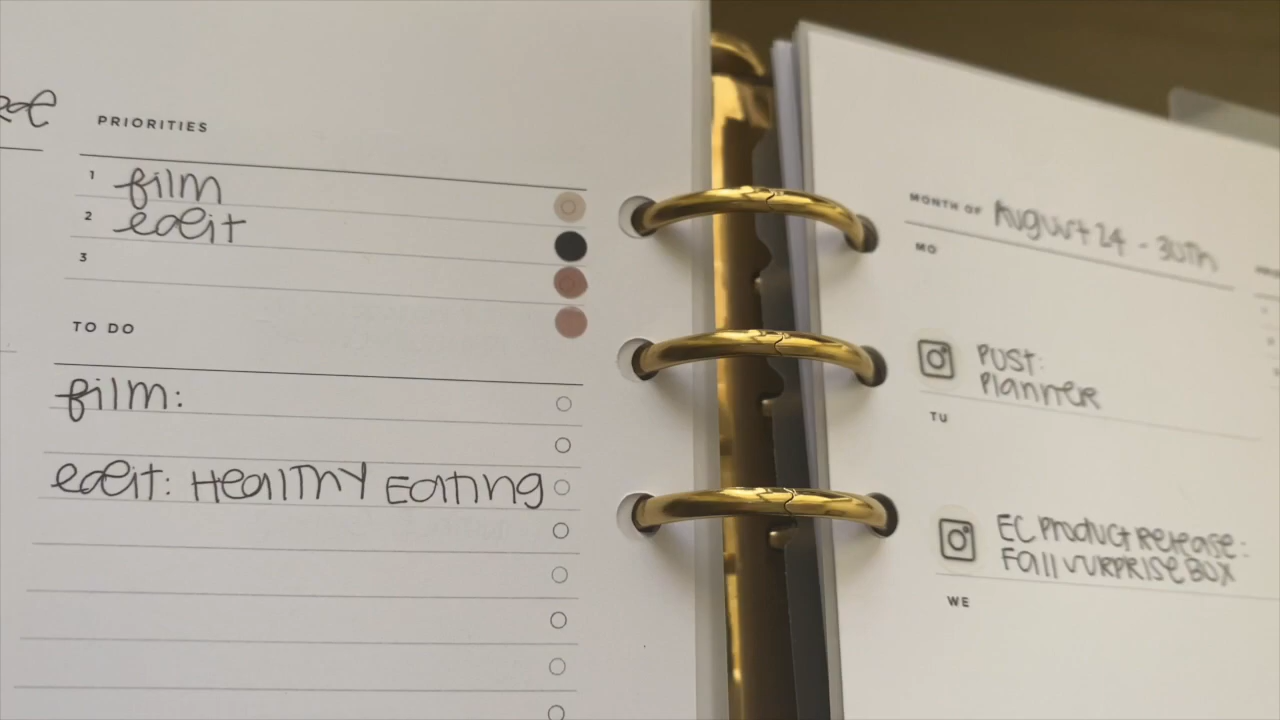 PRIORITIES
1 film
2 edit
3
TO DO
film:
edit: HEALTHY EATING
MONTH OF August 24 - 30TH
MO
POST:
PLANNER
TU
EC PRODUCT RELEASE:
FALL SURPRISE BOX
WE